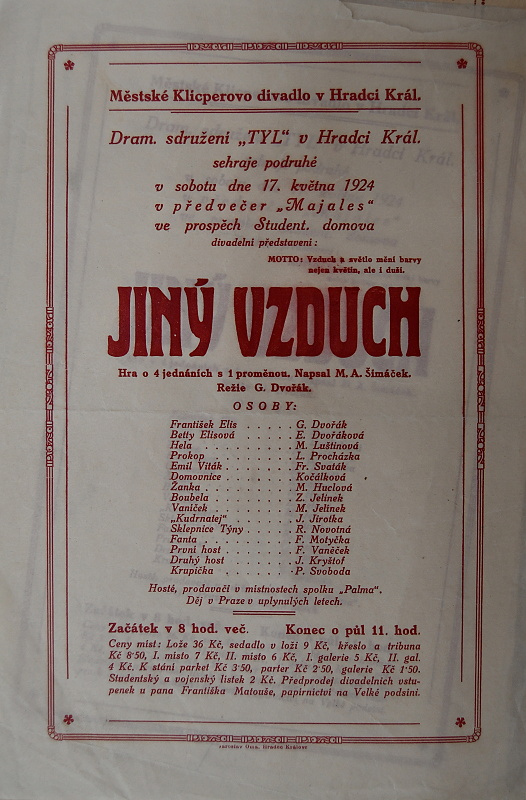 Městské Klicperovo divadlo v Hradci Král.
Dram. sdružení „TYL“ v Hradci Král.
sehraje podruhé
v sobotu dne 17. května 1924
v předvečer „Majales“
ve prospěch Student. domova
divadelní představení:
MOTTO: Vzduch a světlo mění barvy
nejen květin, ale i duší.
JINÝ VZDUCH
Hra o 4 jednáních s 1 proměnou. Napsal M. A. Šimáček.
Režie G. Dvořák.
OSOBY:
František Elis . . . . . G. Dvořák
Betty Elisová . . . . . E. Dvořáková
Hela . . . . . . . . . M. Luštinová
Prokop . . . . . . . . L. Procházka
Emil Viták . . . . . . Fr. Svaták
Domovnice . . . . . . Kočálková
Žanka . . . . . . . . . M. Huclová
Boubela . . . . . . . . Z. Jelínek
Vaníček . . . . . . . . M. Jelínek
„Kudrnatej“ . . . . . . J. Jirotka
Sklepnice Týny . . . . . R. Novotná
Fanta . . . . . . . . . F. Motyčka
První host . . . . . . . F. Vaněček
Druhý host . . . . . . . J. Kryštof
Krupička . . . . . . . . P. Svoboda
Hosté, prodavači v místnostech spolku „Palma“.
Děj v Praze v uplynulých letech.
Začátek v 8 hod. več. Konec o půl 11. hod.
Ceny míst: Lože 36 Kč, sedadlo v loži 9 Kč, křeslo a tribuna
Kč 8·50, I. místo 7 Kč, II. místo 6 Kč, I. galerie 5 Kč, II. gal.
4 Kč. K stání parket Kč 3·50, parter Kč 2·50, galerie Kč 1·50.
Studentský a vojenský lístek 2 Kč. Předprodej divadelních vstu-
penek u pana Františka Matouše, papírnictví na Velké podsíni.